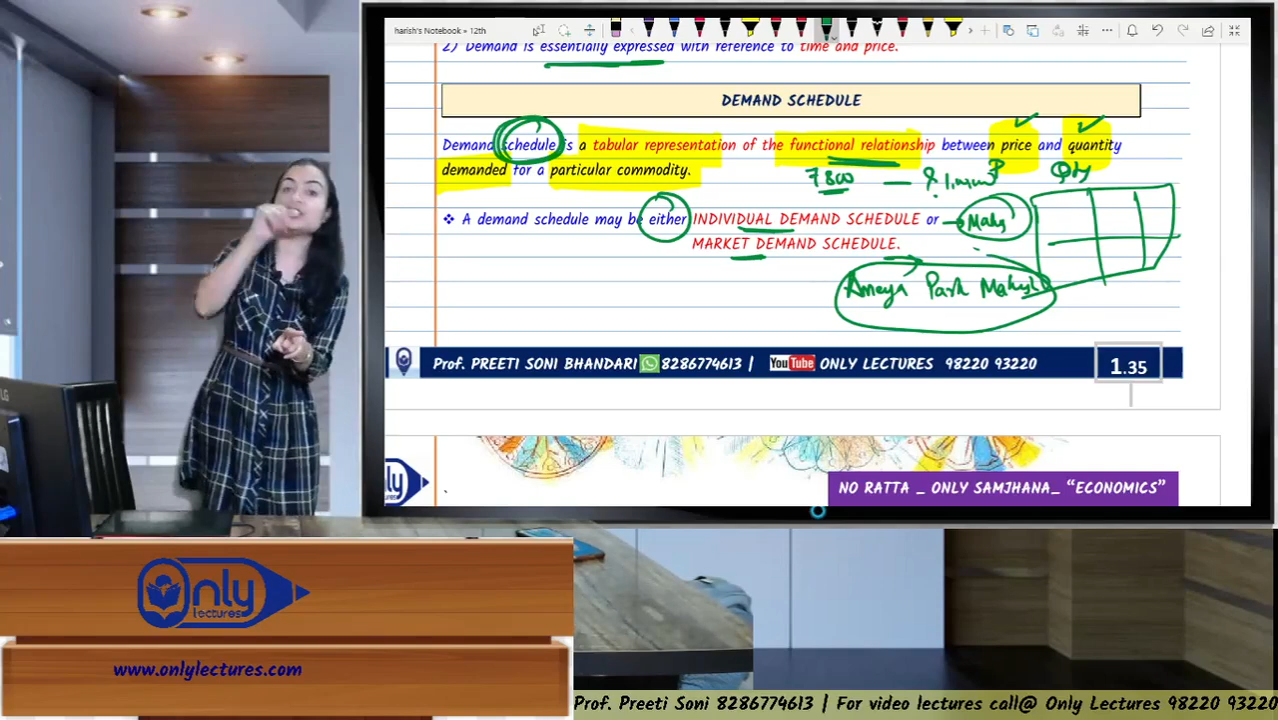 harish's Notebook » 12th
2) Demand is essentially expressed with reference to time and price.
DEMAND SCHEDULE
Demand schedule is a tabular representation of the functional relationship between price and quantity
demanded for a particular commodity.
7800 —
P Qty
❖ A demand schedule may be either INDIVIDUAL DEMAND SCHEDULE or
MARKET DEMAND SCHEDULE.
Ameya Park
Prof. PREETI SONI BHANDARI 8286774613 | YouTube ONLY LECTURES 98220 93220
1.35
nly
NO RATTA _ ONLY SAMJHANA_ “ECONOMICS”
LG
Only
lectures
www.onlylectures.com
Prof. Preeti Soni 8286774613 | For video lectures call@ Only Lectures 98220 93220